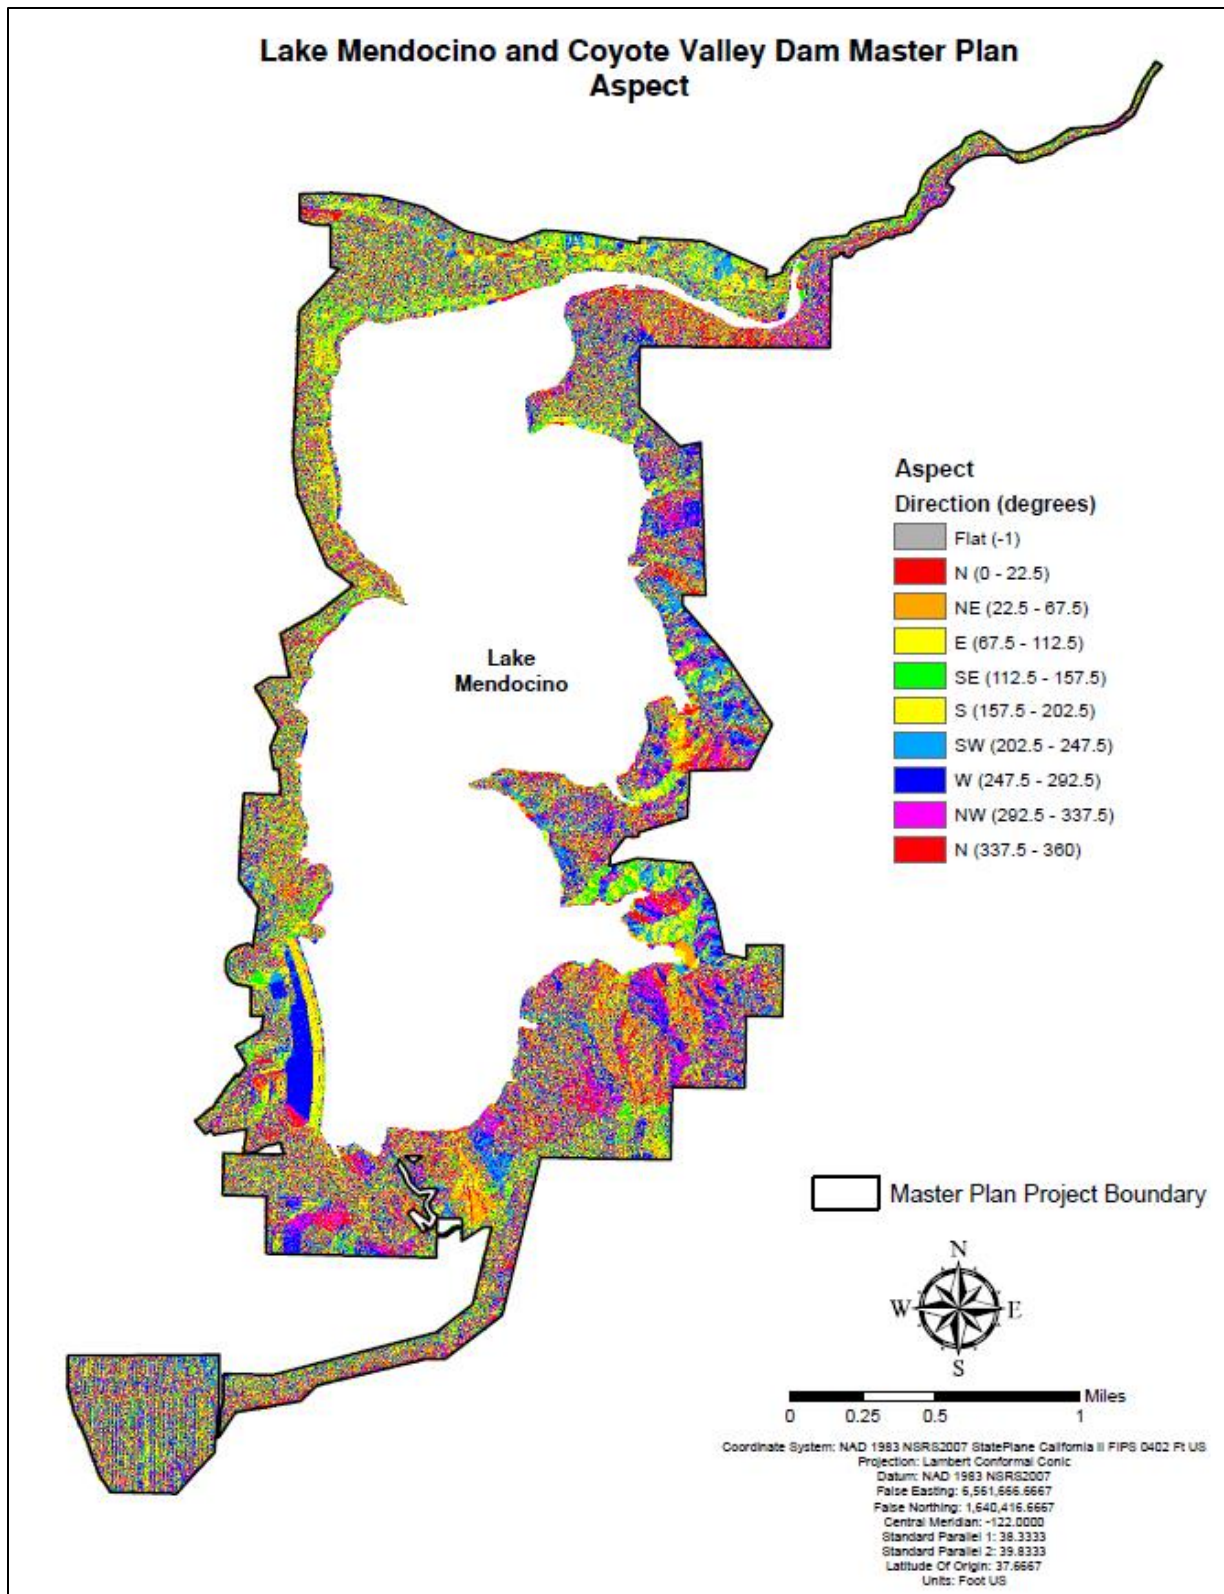 Lake Mendocino and Coyote Valley Dam Master Plan
Aspect
Lake
Mendocino
Aspect
Direction (degrees)
Flat (-1)
N (0 - 22.5)
NE (22.5 - 67.5)
E (67.5 - 112.5)
SE (112.5 - 157.5)
S (157.5 - 202.5)
SW (202.5 - 247.5)
W (247.5 - 292.5)
NW (292.5 - 337.5)
N (337.5 - 360)
Master Plan Project Boundary
N
W E
S
Miles
0 0.25 0.5 1
Coordinate System: NAD 1983 NSRS2007 StatePlane California II FIPS 0402 Ft US
Projection: Lambert Conformal Conic
Datum: NAD 1983 NSRS2007
False Easting: 6,561,666.6667
False Northing: 1,640,416.6667
Central Meridian: -122.0000
Standard Parallel 1: 38.3333
Standard Parallel 2: 39.8333
Latitude Of Origin: 37.6667
Units: Foot US